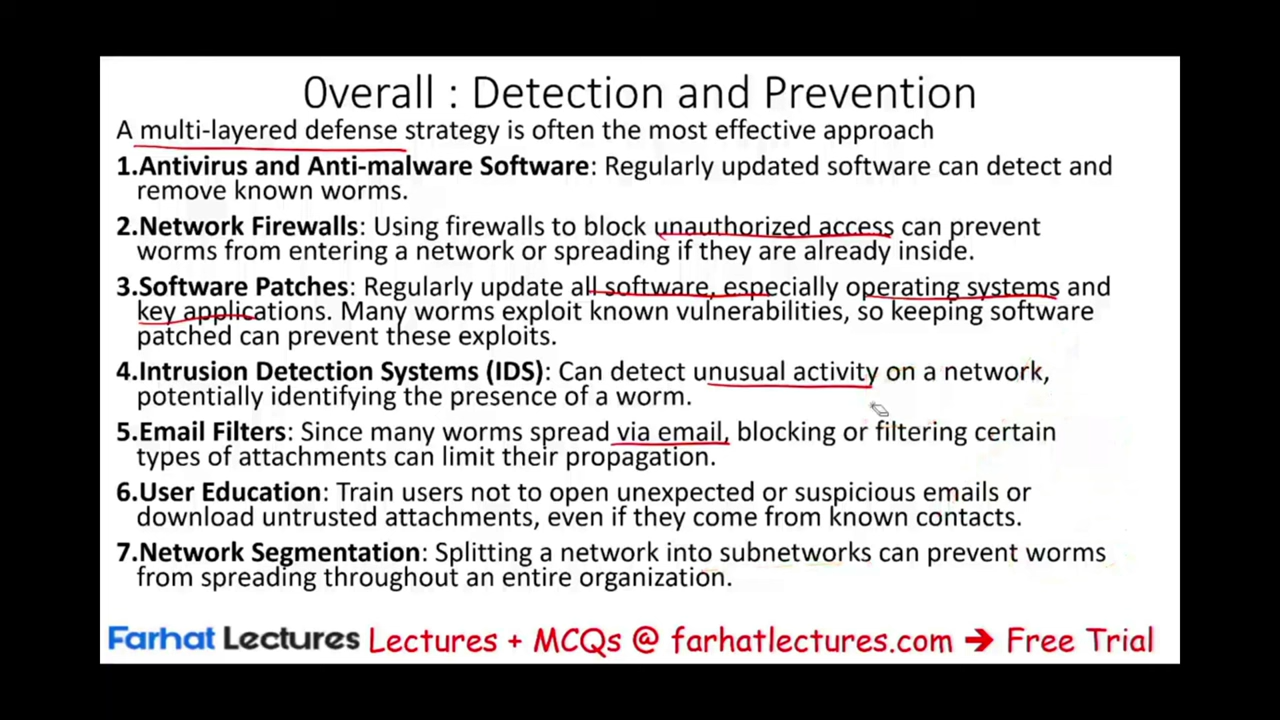 0verall : Detection and Prevention
A multi-layered defense strategy is often the most effective approach
1.Antivirus and Anti-malware Software: Regularly updated software can detect and
remove known worms.
2.Network Firewalls: Using firewalls to block unauthorized access can prevent
worms from entering a network or spreading if they are already inside.
3.Software Patches: Regularly update all software, especially operating systems and
key applications. Many worms exploit known vulnerabilities, so keeping software
patched can prevent these exploits.
4.Intrusion Detection Systems (IDS): Can detect unusual activity on a network,
potentially identifying the presence of a worm.
5.Email Filters: Since many worms spread via email, blocking or filtering certain
types of attachments can limit their propagation.
6.User Education: Train users not to open unexpected or suspicious emails or
download untrusted attachments, even if they come from known contacts.
7.Network Segmentation: Splitting a network into subnetworks can prevent worms
from spreading throughout an entire organization.
Farhat Lectures Lectures + MCQs @ farhatlectures.com → Free Trial